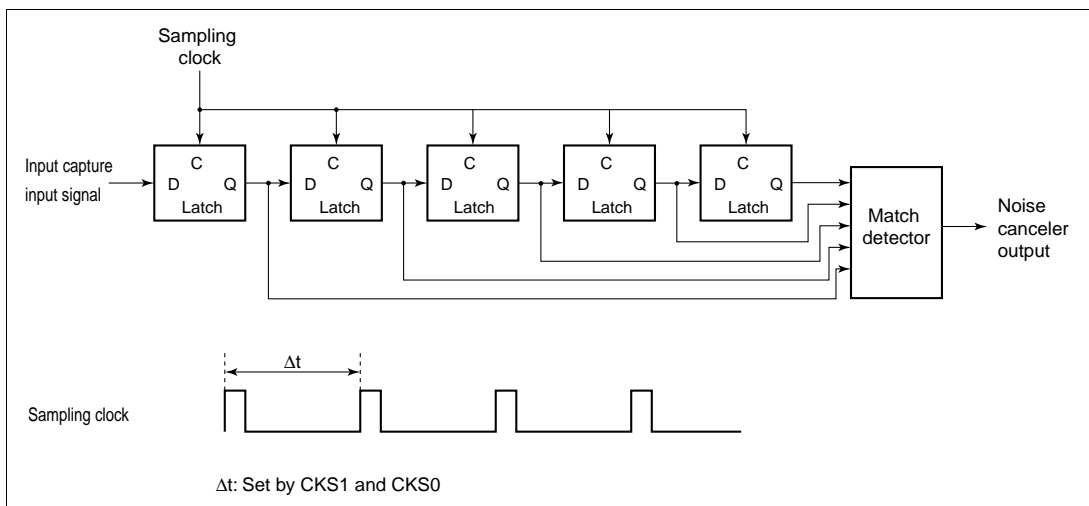 Sampling
clock
Input capture
input signal
C
D Q
Latch
C
D Q
Latch
C
D Q
Latch
C
D Q
Latch
C
D Q
Latch
Match
detector
Noise
canceler
output
Δt
Sampling clock
Δt: Set by CKS1 and CKS0